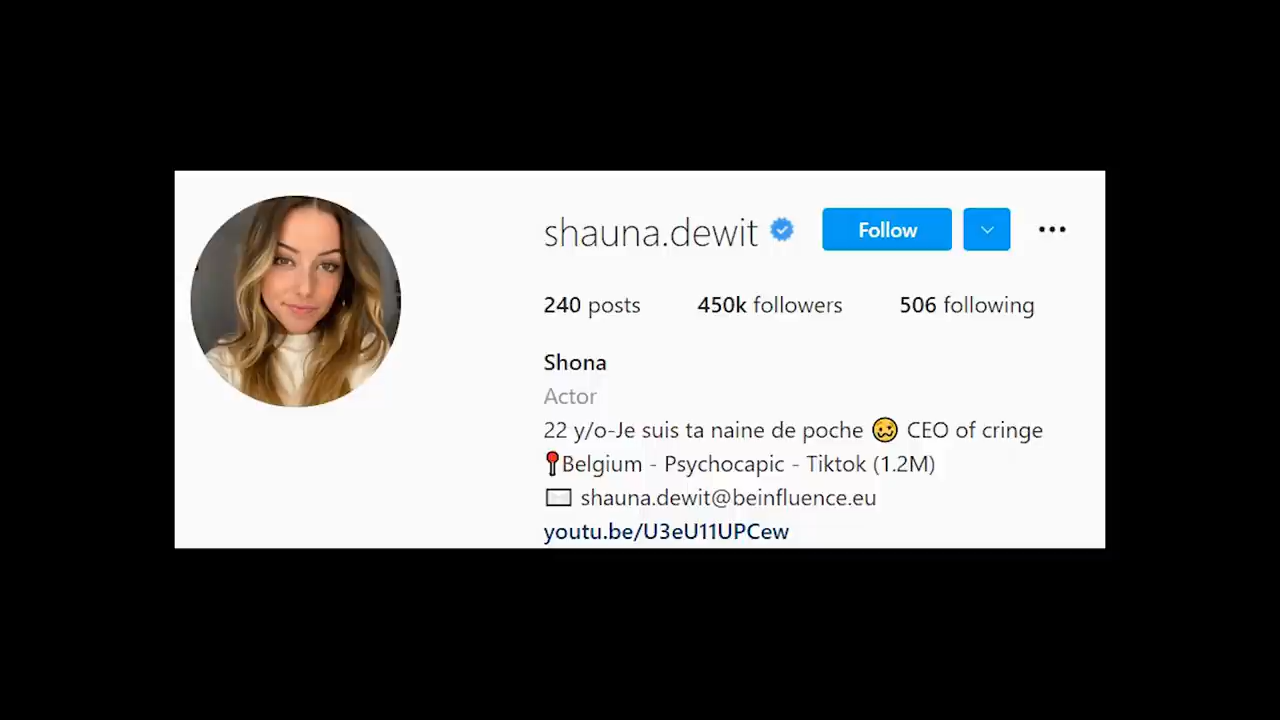 shauna.dewit Follow
240 posts 450k followers 506 following
Shona
Actor
22 y/o-Je suis ta naine de poche 🥴 CEO of cringe
📍Belgium - Psychocapic - Tiktok (1.2M)
✉️ shauna.dewit@beinfluence.eu
youtu.be/U3eU11UPCew